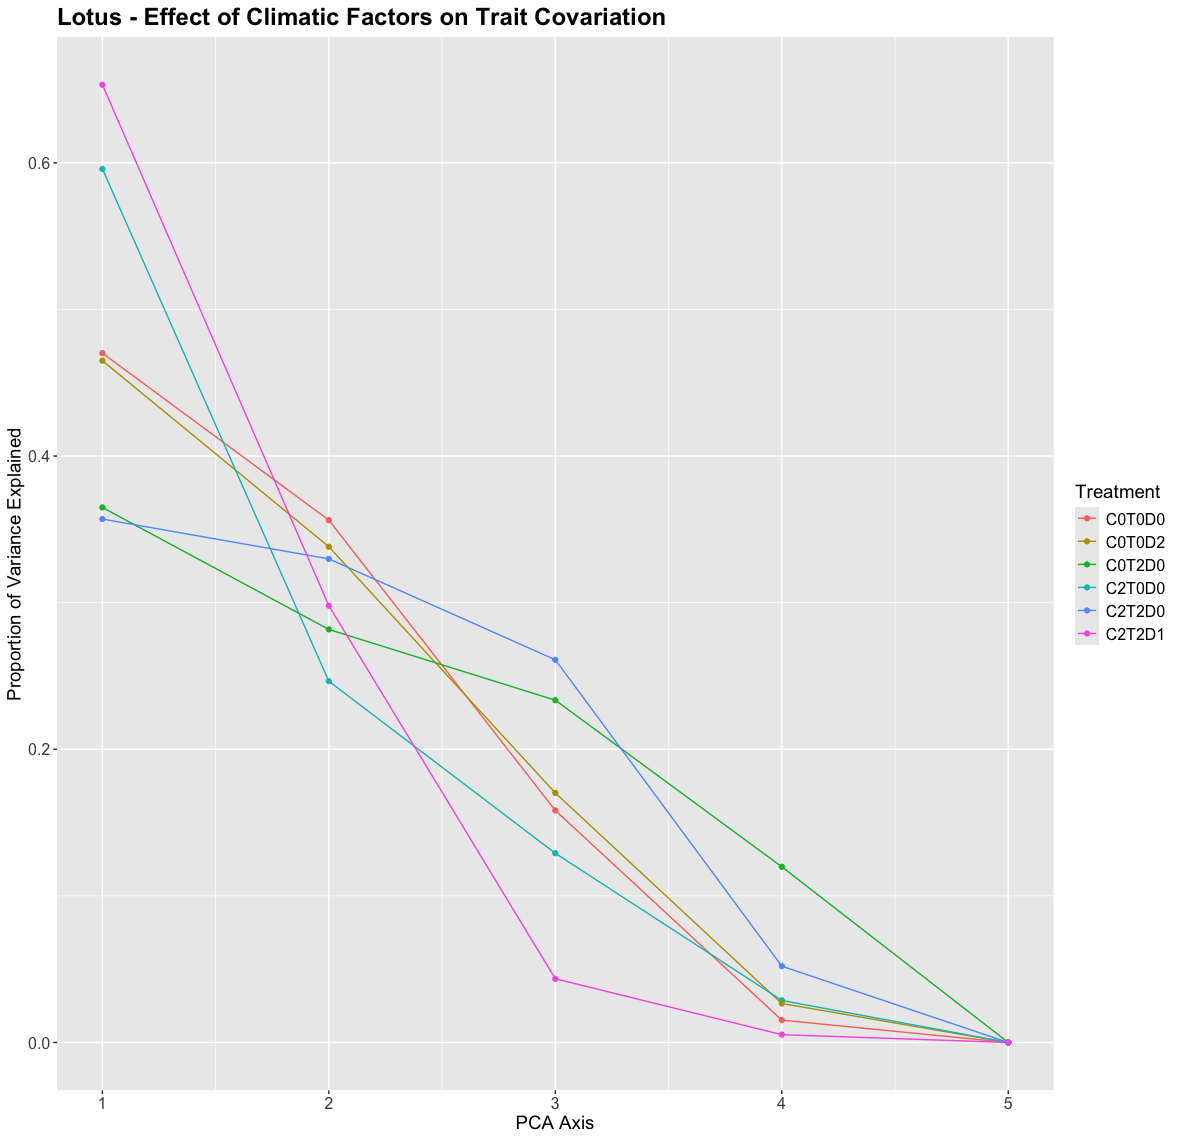 Lotus - Effect of Climatic Factors on Trait Covariation
Proportion of Variance Explained
0.6
0.4
0.2
0.0
1 2 3 4 5
PCA Axis
Treatment
C0T0D0
C0T0D2
C0T2D0
C2T0D0
C2T2D0
C2T2D1